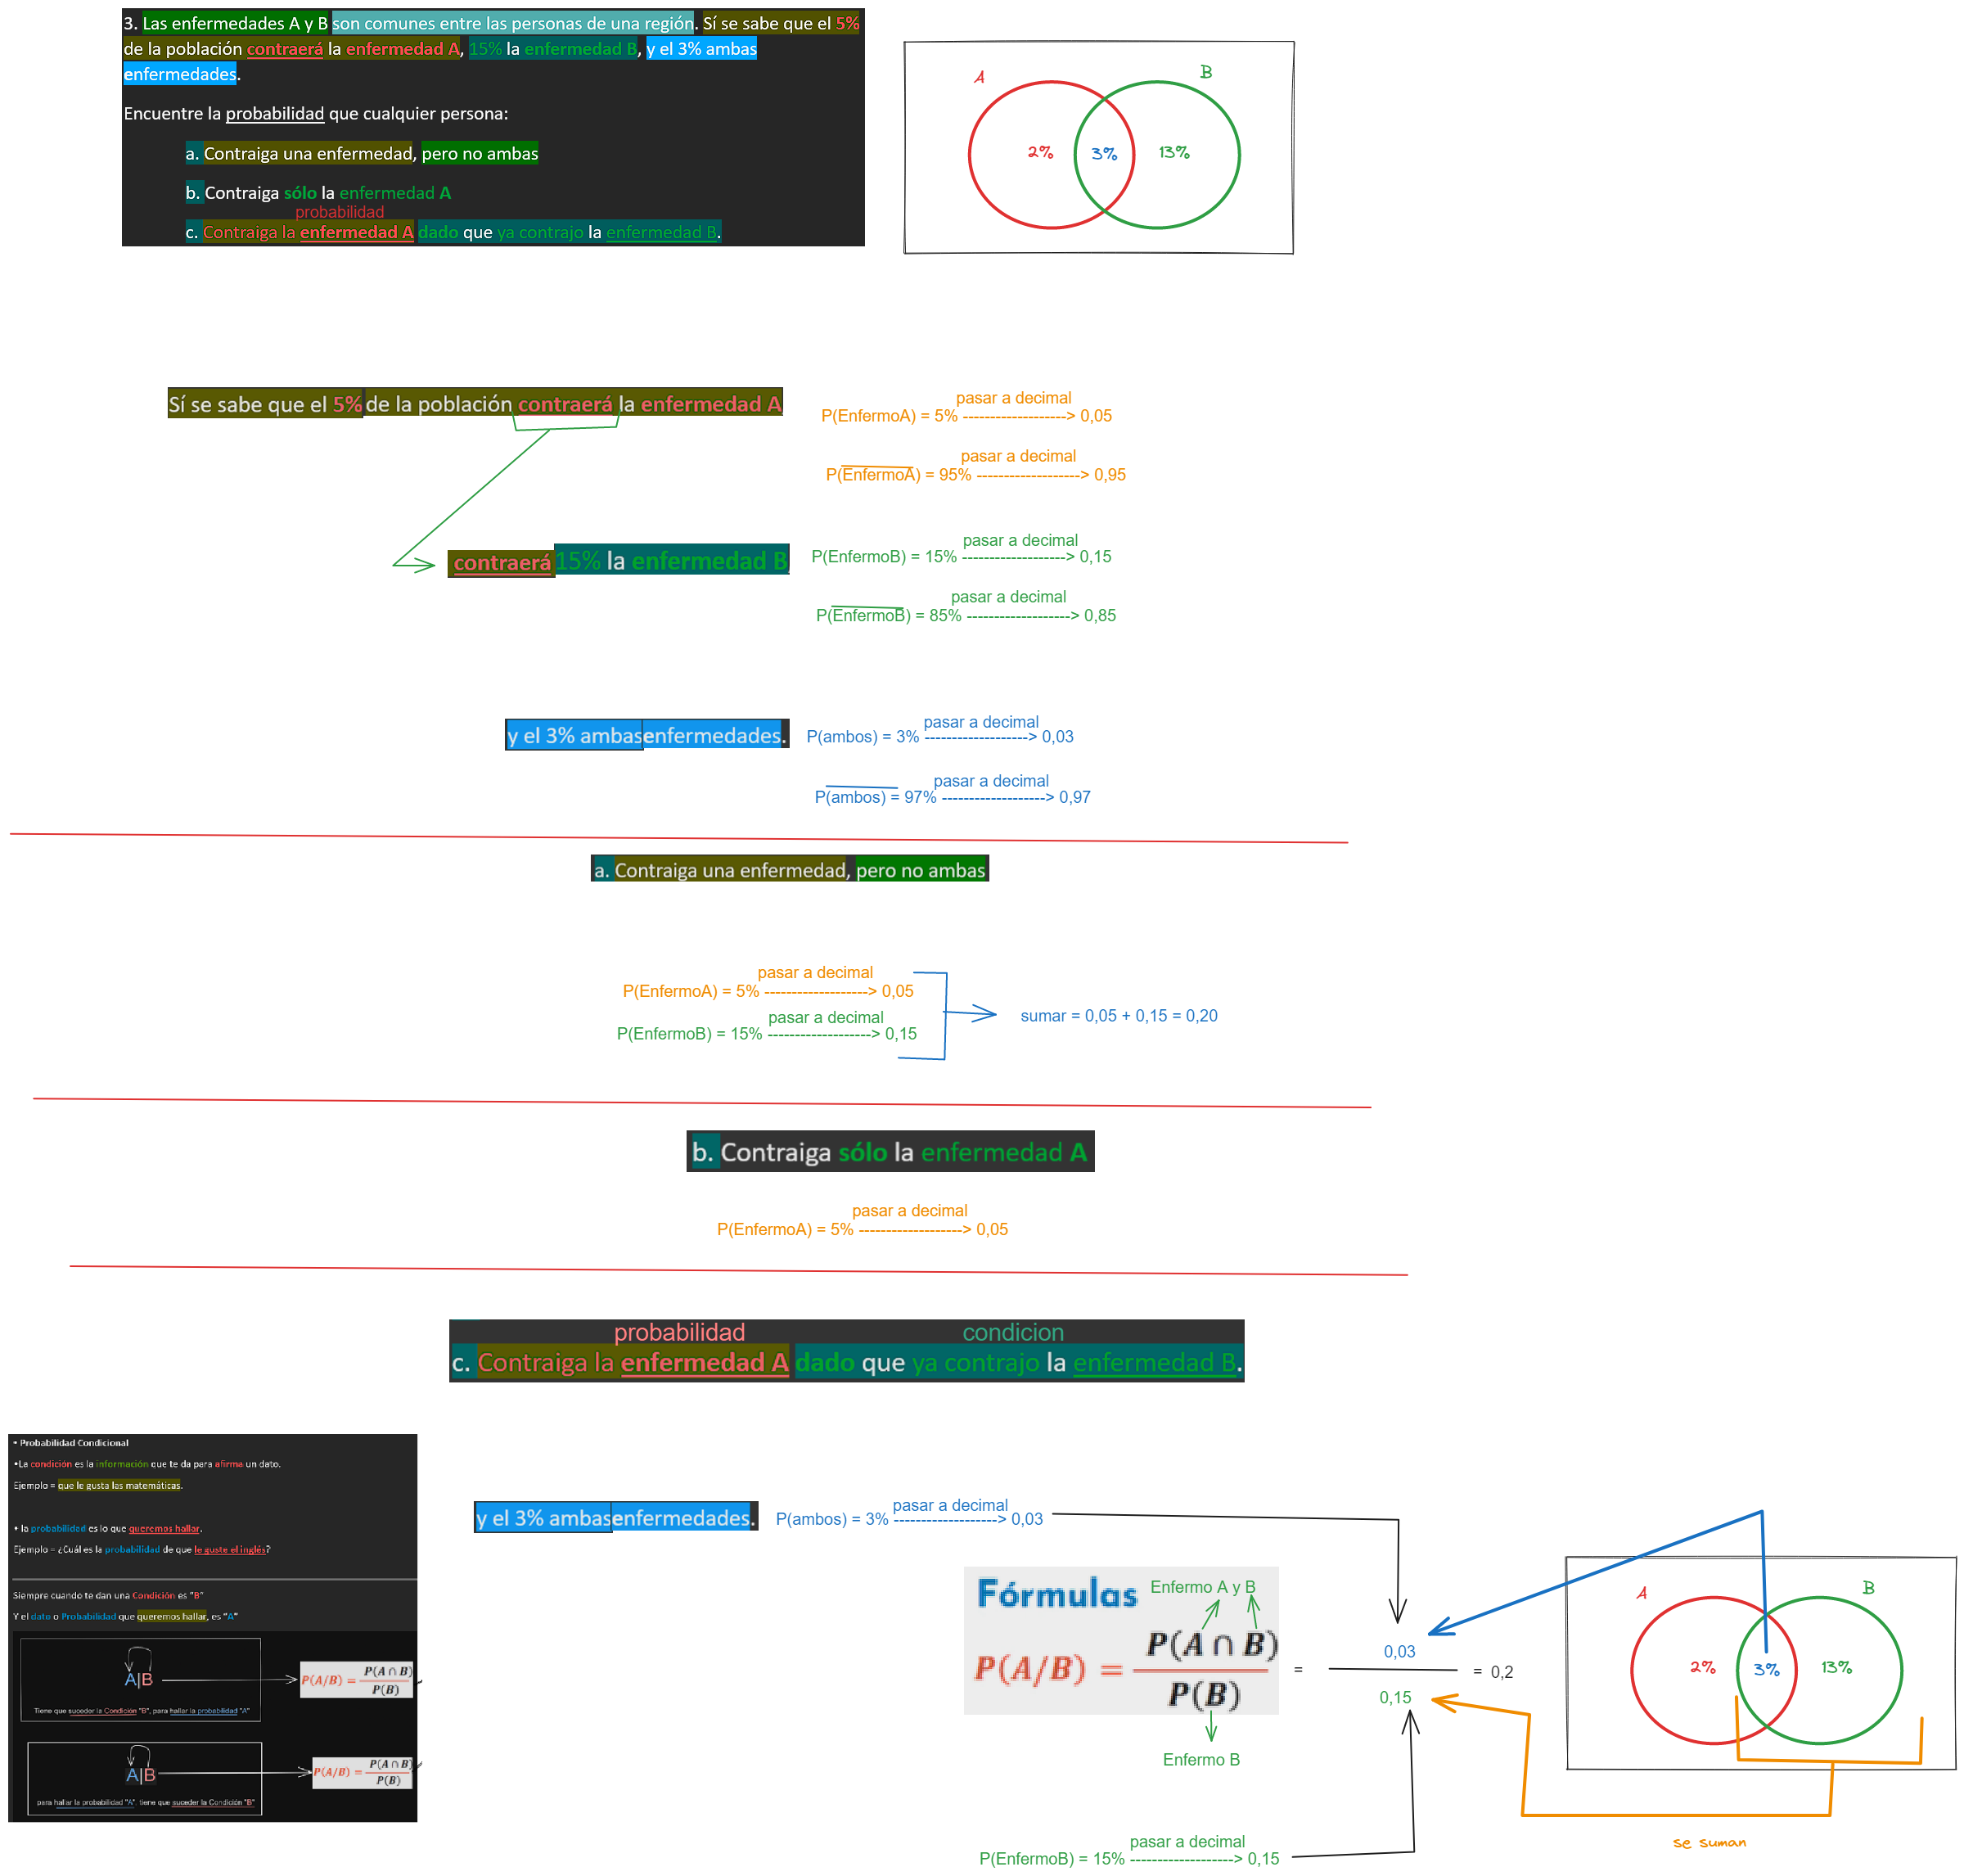 3. Las enfermedades A y B son comunes entre las personas de una región. Sí se sabe que el 5%
de la población contraerá la enfermedad A, 15% la enfermedad B, y el 3% ambas
enfermedades.
Encuentre la probabilidad que cualquier persona:
a. Contraiga una enfermedad, pero no ambas
b. Contraiga sólo la enfermedad A
probabilidad
c. Contraiga la enfermedad A dado que ya contrajo la enfermedad B.
A
B
2%
3%
13%
Sí se sabe que el 5% de la población contraerá la enfermedad A
pasar a decimal
P(EnfermoA) = 5% -------------------> 0,05
pasar a decimal
P(EnfermoA) = 95% -------------------> 0,95
contraerá 15% la enfermedad B
pasar a decimal
P(EnfermoB) = 15% -------------------> 0,15
pasar a decimal
P(EnfermoB) = 85% -------------------> 0,85
y el 3% ambas enfermedades.
pasar a decimal
P(ambos) = 3% -------------------> 0,03
pasar a decimal
P(ambos) = 97% -------------------> 0,97
a. Contraiga una enfermedad, pero no ambas
pasar a decimal
P(EnfermoA) = 5% -------------------> 0,05
pasar a decimal
P(EnfermoB) = 15% -------------------> 0,15
sumar = 0,05 + 0,15 = 0,20
b. Contraiga sólo la enfermedad A
pasar a decimal
P(EnfermoA) = 5% -------------------> 0,05
probabilidad condicion
c. Contraiga la enfermedad A dado que ya contrajo la enfermedad B.
• Probabilidad Condicional
•La condición es la información que te da para afirma un dato.
Ejemplo = que le gusta las matemáticas.
• la probabilidad es lo que queremos hallar.
Ejemplo = ¿Cuál es la probabilidad de que le guste el inglés?
Siempre cuando te dan una Condición es "B"
Y el dato o Probabilidad que queremos hallar, es "A"
A|B
P(A/B) = P(A∩B) / P(B)
Tiene que suceder la Condición "B", para hallar la probabilidad "A"
A|B
P(A/B) = P(A∩B) / P(B)
para hallar la probabilidad "A". tiene que suceder la Condición "B"
y el 3% ambas enfermedades.
pasar a decimal
P(ambos) = 3% -------------------> 0,03
Fórmulas
Enfermo A y B
P(A/B) = P(A ∩ B) / P(B)
=
0,03
0,15
= 0,2
Enfermo B
pasar a decimal
P(EnfermoB) = 15% -------------------> 0,15
A
B
2%
3%
13%
se suman